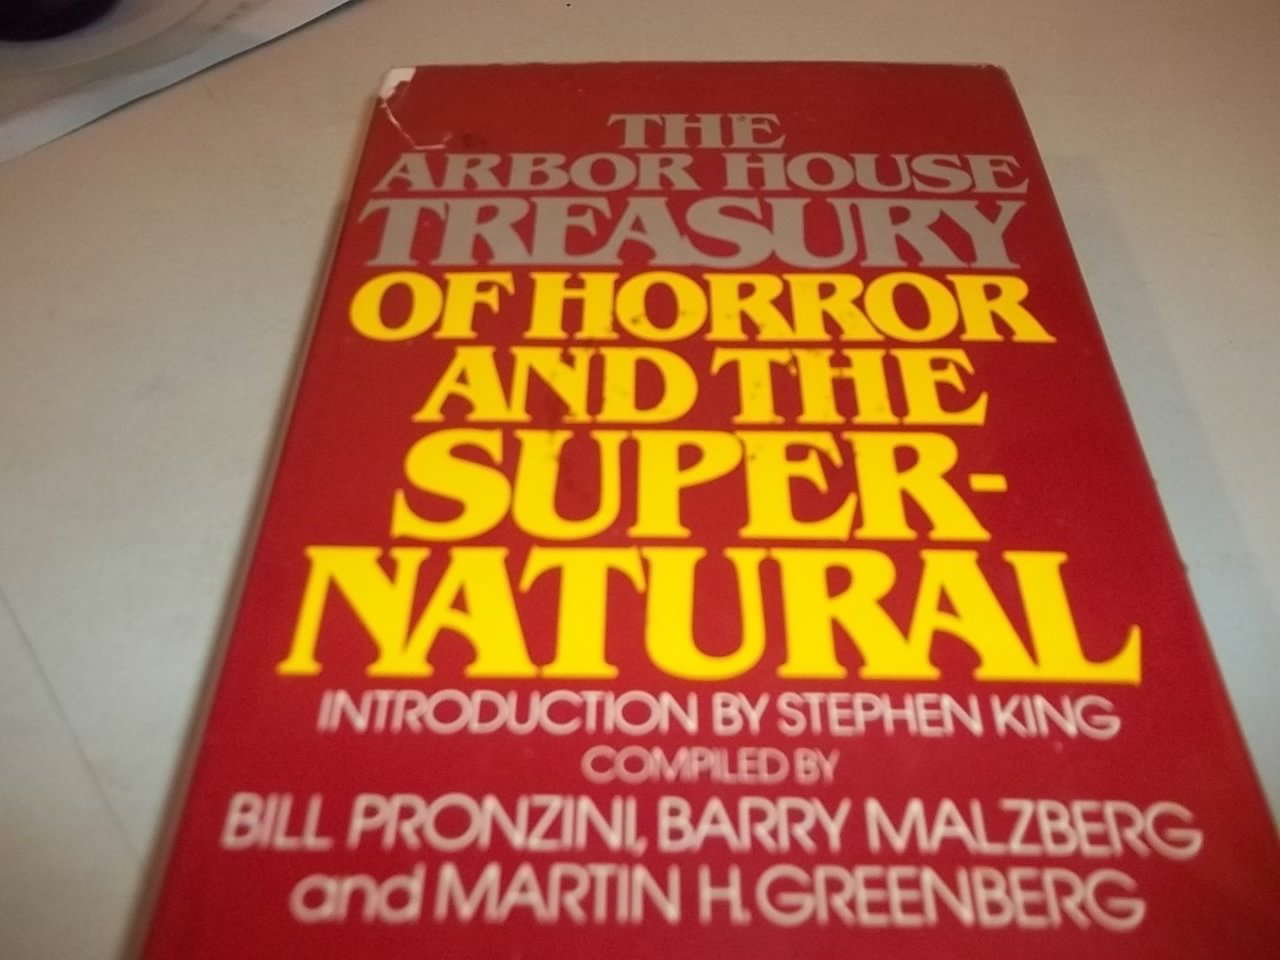 THE
ARBOR HOUSE
TREASURY
OF HORROR
AND THE
SUPER-
NATURAL
INTRODUCTION BY STEPHEN KING
COMPILED BY
BILL PRONZINI, BARRY MALZBERG
and MARTIN H. GREENBERG